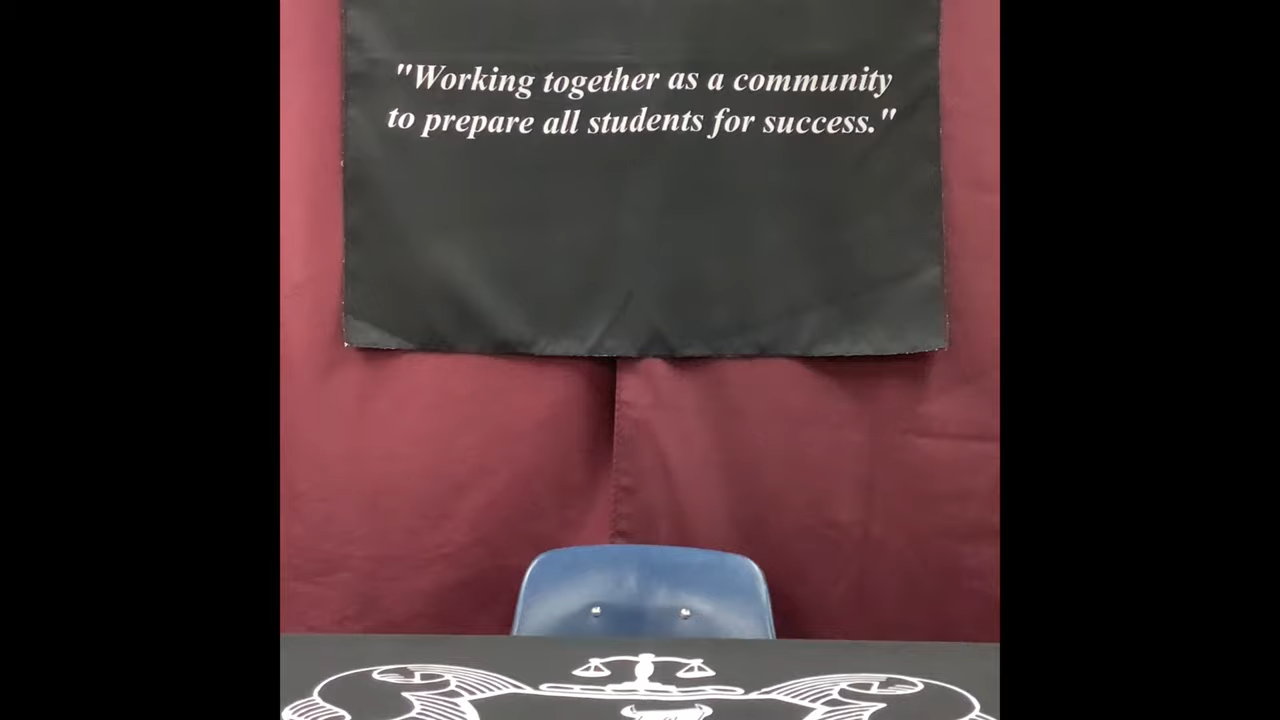 "Working together as a community
to prepare all students for success."